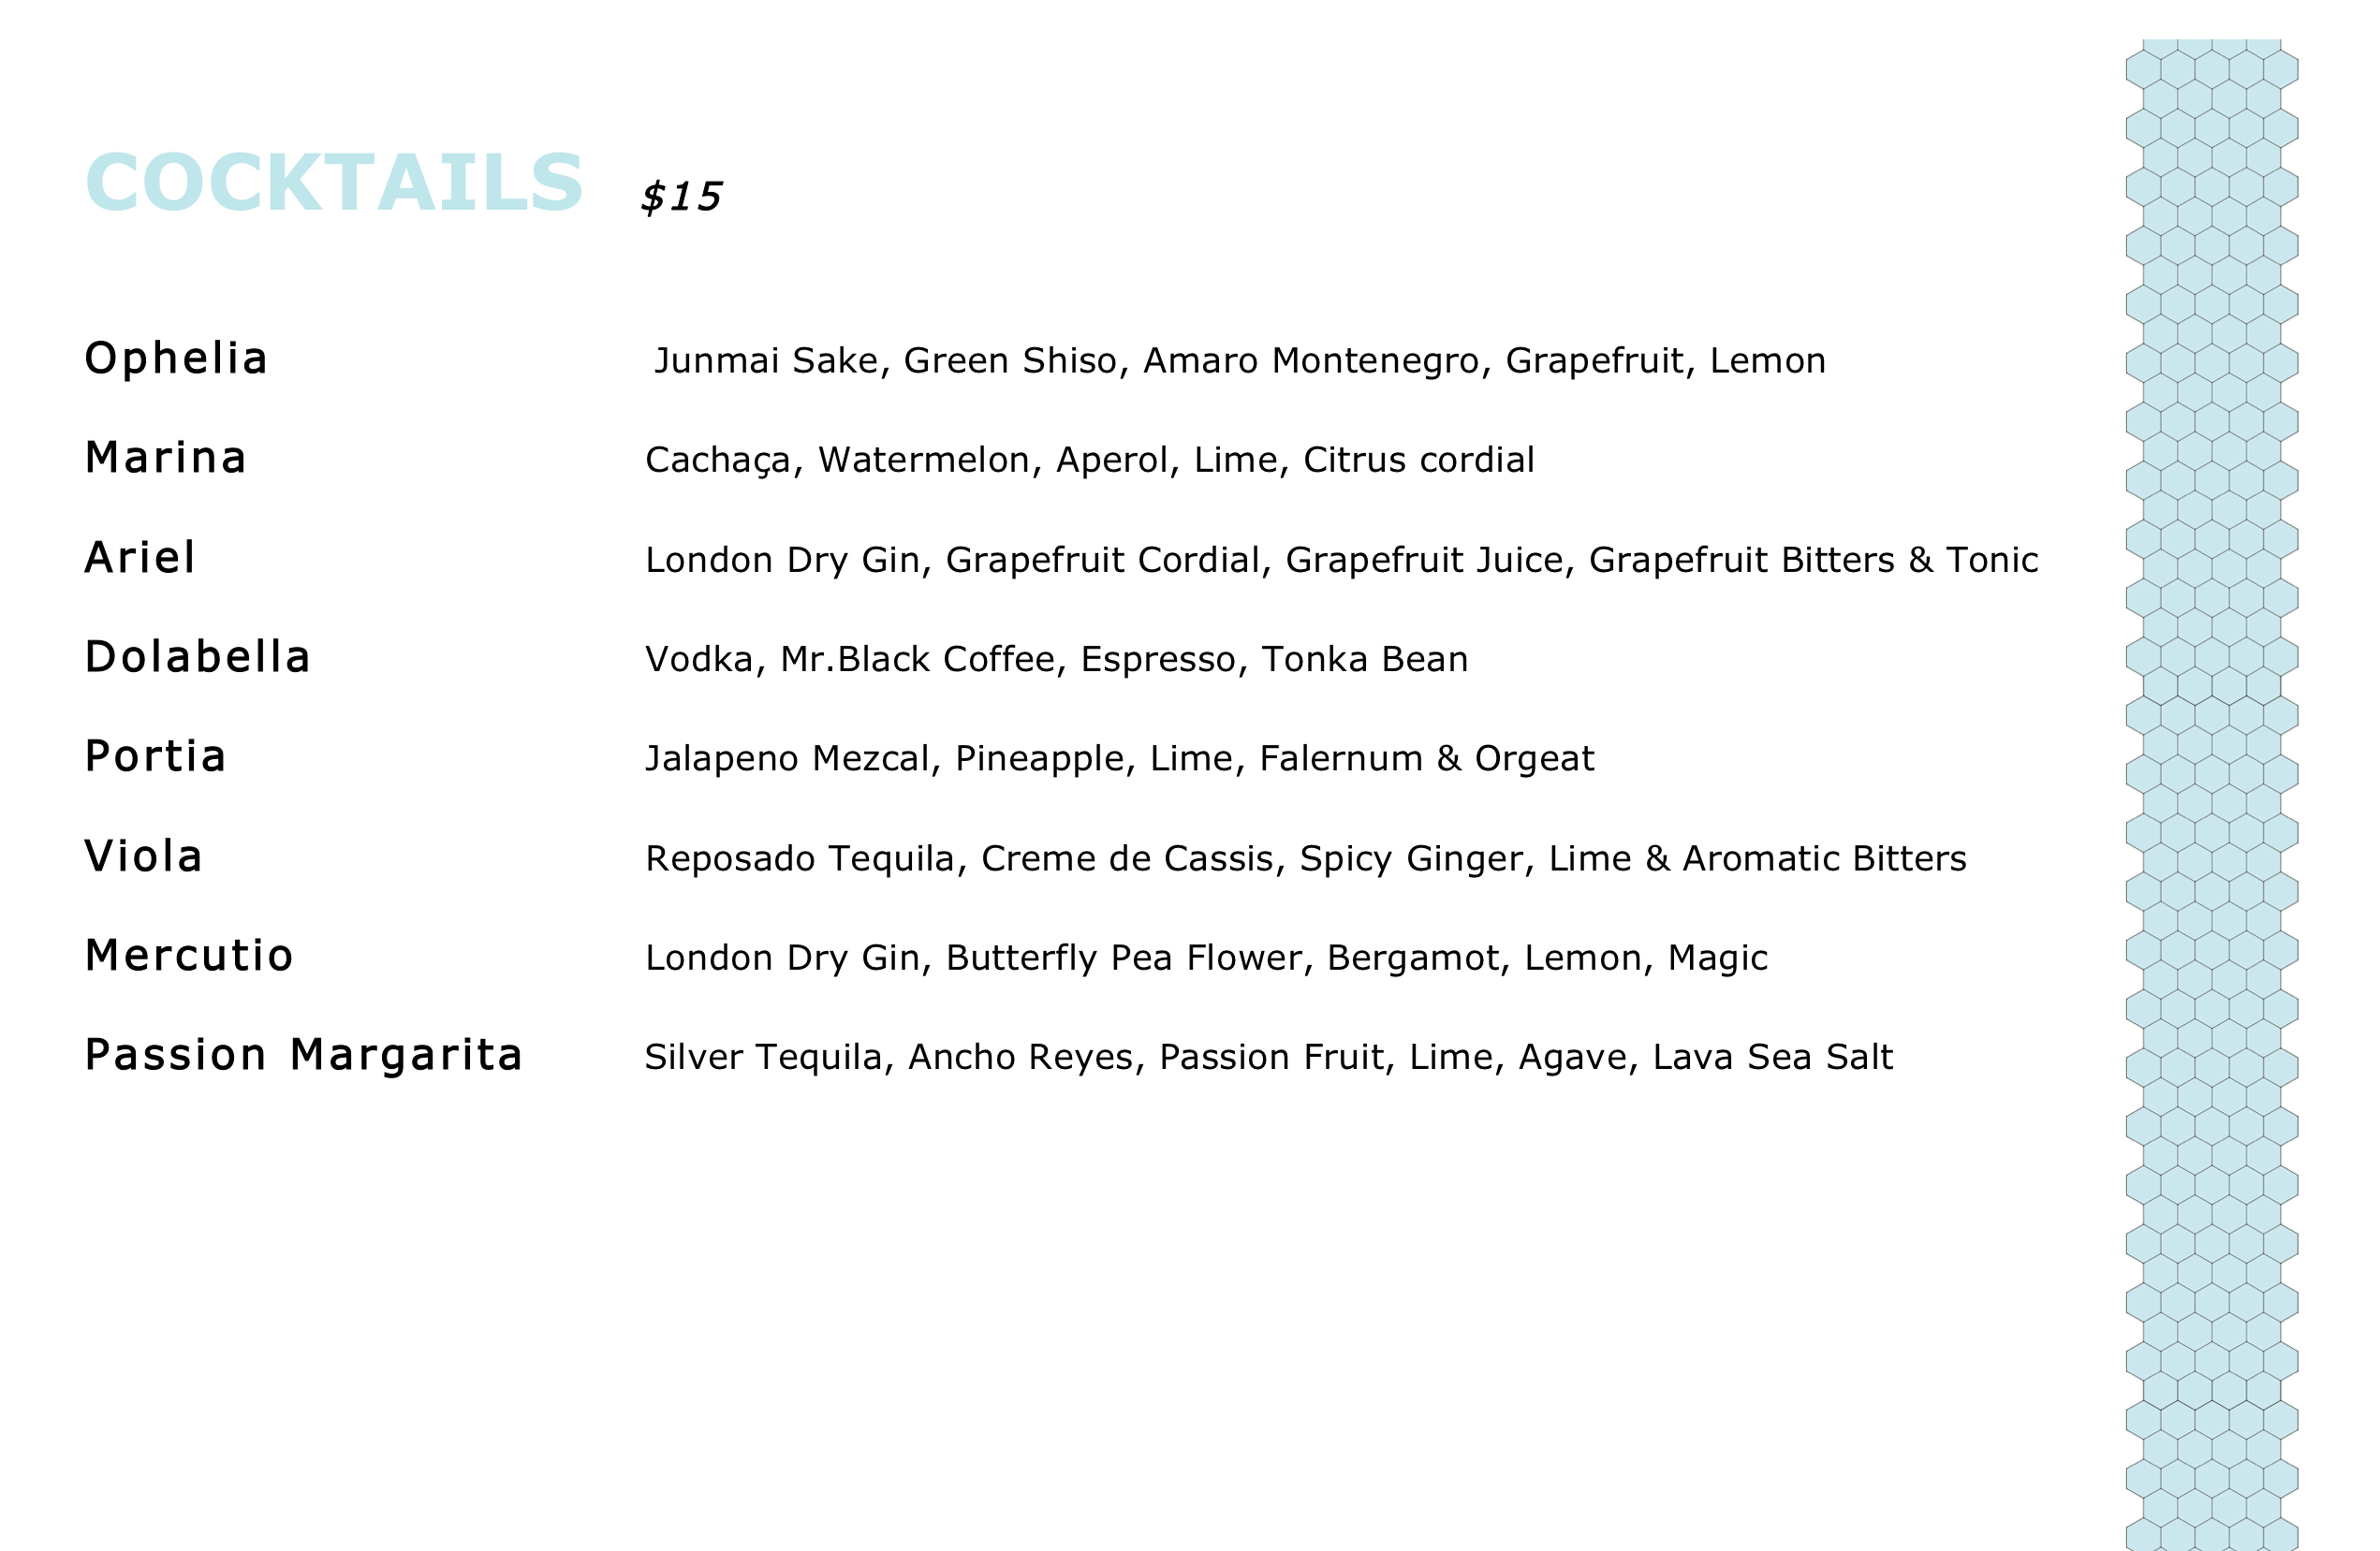 COCKTAILS $15
Ophelia Junmai Sake, Green Shiso, Amaro Montenegro, Grapefruit, Lemon
Marina Cachaça, Watermelon, Aperol, Lime, Citrus cordial
Ariel London Dry Gin, Grapefruit Cordial, Grapefruit Juice, Grapefruit Bitters & Tonic
Dolabella Vodka, Mr.Black Coffee, Espresso, Tonka Bean
Portia Jalapeno Mezcal, Pineapple, Lime, Falernum & Orgeat
Viola Reposado Tequila, Creme de Cassis, Spicy Ginger, Lime & Aromatic Bitters
Mercutio London Dry Gin, Butterfly Pea Flower, Bergamot, Lemon, Magic
Passion Margarita Silver Tequila, Ancho Reyes, Passion Fruit, Lime, Agave, Lava Sea Salt